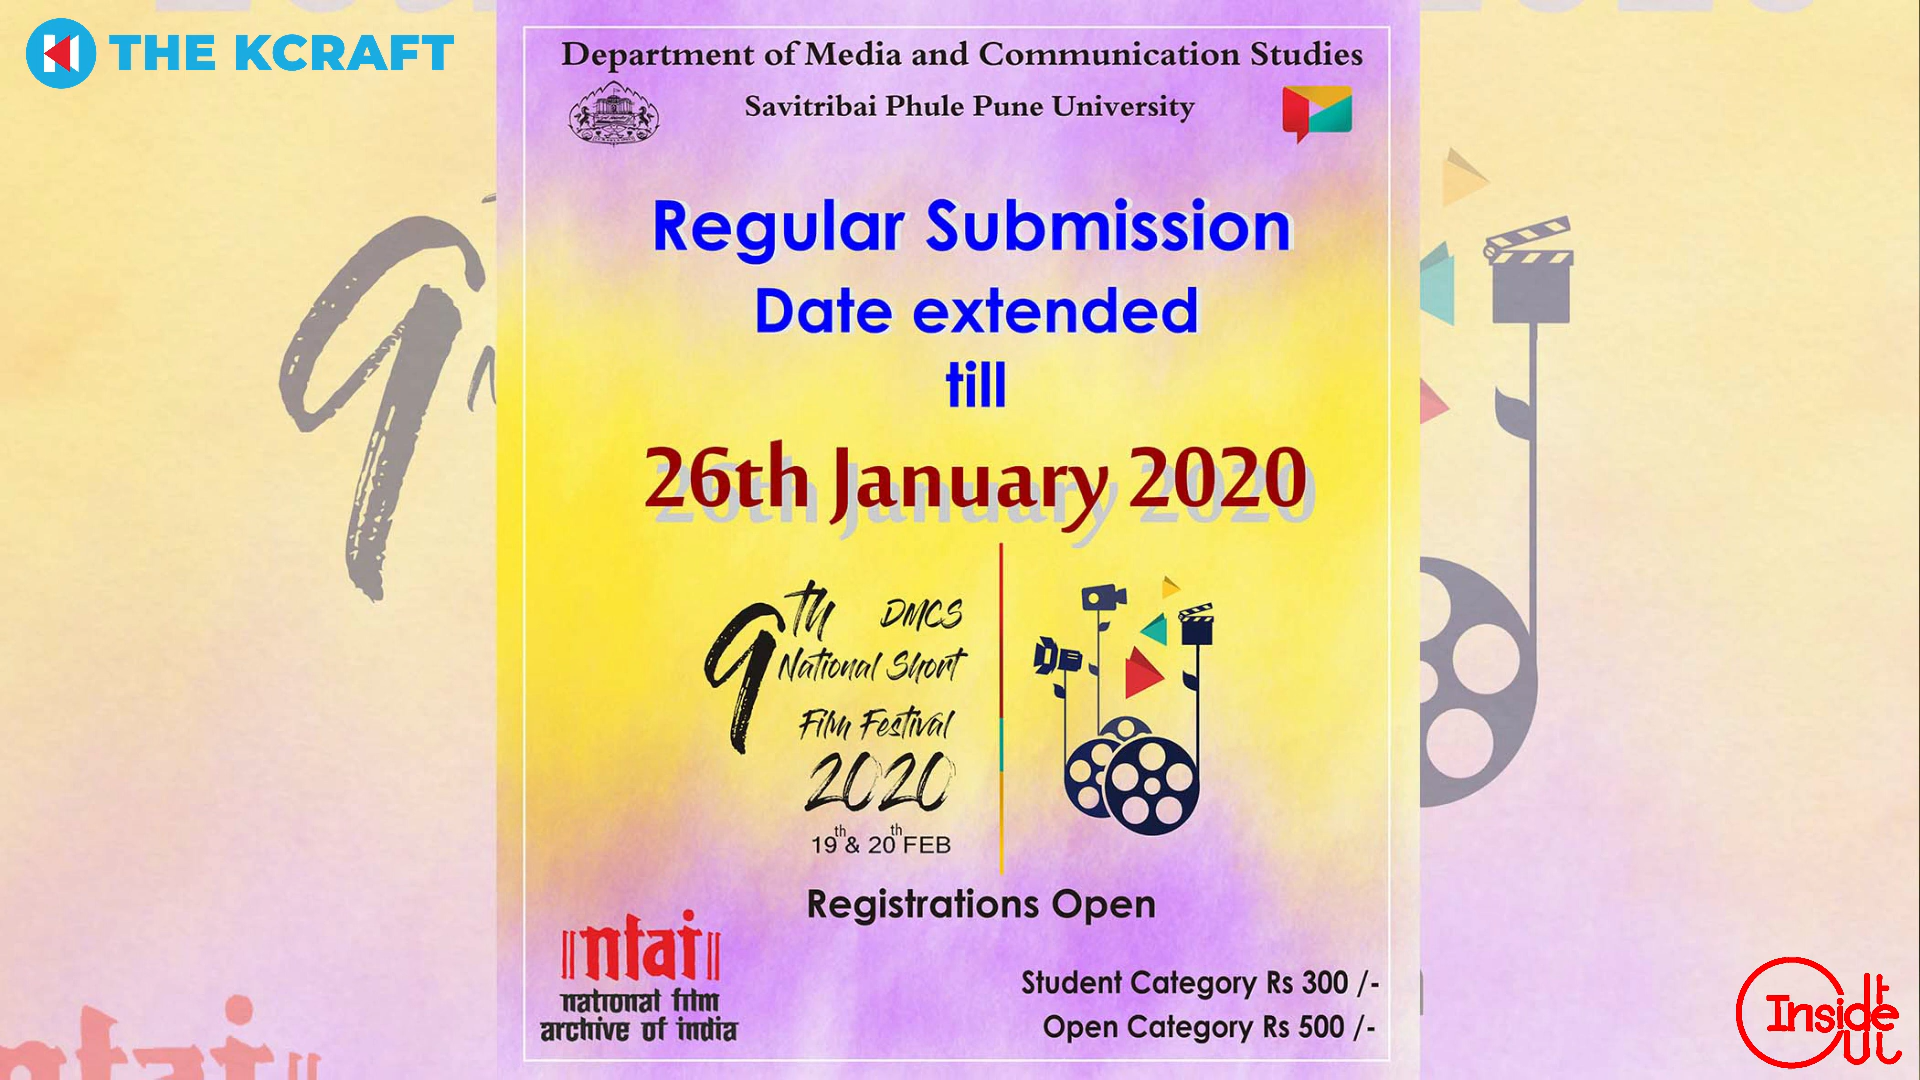 THE KCRAFT
Department of Media and Communication Studies
Savitribai Phule Pune University
Regular Submission
Date extended
till
26th January 2020
9th DMCS
National Short
Film Festival
2020
19th & 20th FEB
Registrations Open
nfai
national film
archive of india
Student Category Rs 300 /-
Open Category Rs 500 /-
Inside
Out